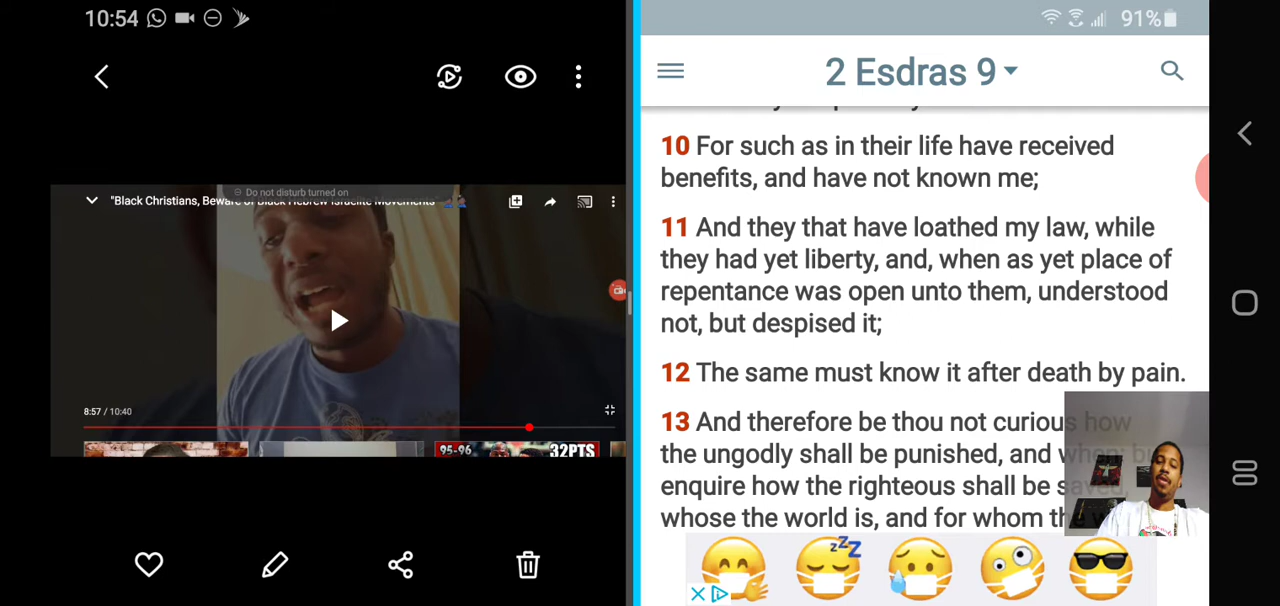 10:54
91%
2 Esdras 9
Do not disturb turned on
"Black Christians, Beware of Black Hebrew Israelite Movements"
10 For such as in their life have received
benefits, and have not known me;
11 And they that have loathed my law, while
they had yet liberty, and, when as yet place of
repentance was open unto them, understood
not, but despised it;
12 The same must know it after death by pain.
13 And therefore be thou not curious how
the ungodly shall be punished, and when:
enquire how the righteous shall be saved,
whose the world is, and for whom the
8:57 / 10:40
95-96
32PTS
zZZ